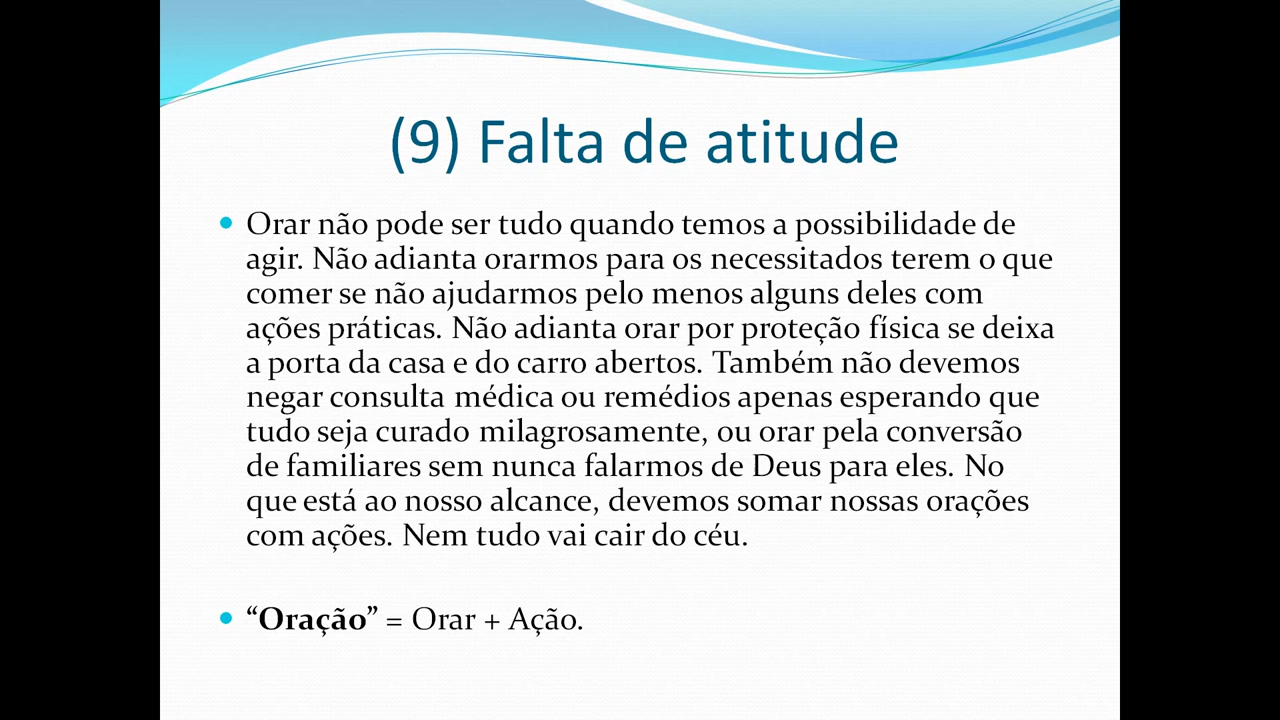 (9) Falta de atitude
Orar não pode ser tudo quando temos a possibilidade de
agir. Não adianta orarmos para os necessitados terem o que
comer se não ajudarmos pelo menos alguns deles com
ações práticas. Não adianta orar por proteção física se deixa
a porta da casa e do carro abertos. Também não devemos
negar consulta médica ou remédios apenas esperando que
tudo seja curado milagrosamente, ou orar pela conversão
de familiares sem nunca falarmos de Deus para eles. No
que está ao nosso alcance, devemos somar nossas orações
com ações. Nem tudo vai cair do céu.
“Oração” = Orar + Ação.